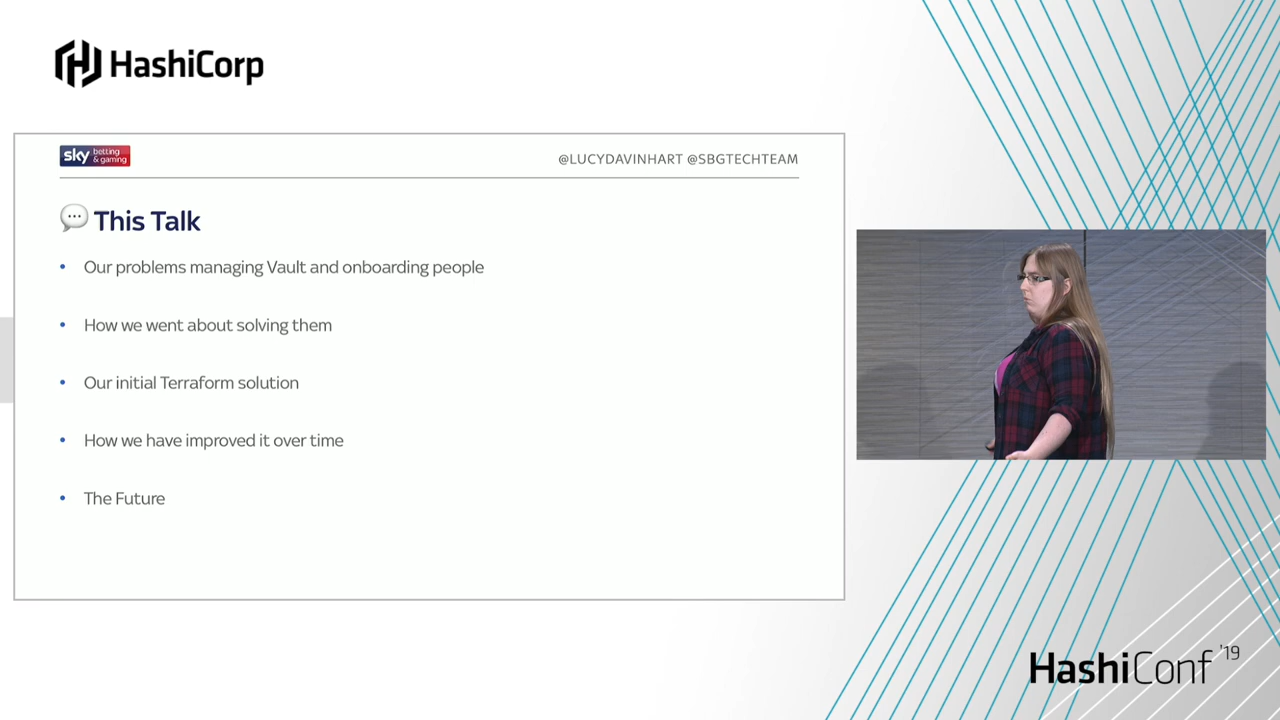 HashiCorp
sky betting & gaming
@LUCYDAVINHART @SBGTECHTEAM
This Talk
• Our problems managing Vault and onboarding people
• How we went about solving them
• Our initial Terraform solution
• How we have improved it over time
• The Future
HashiConf '19